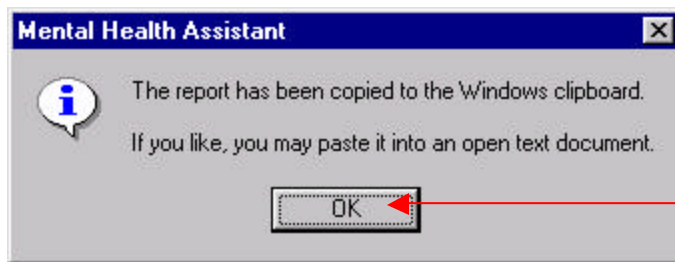 Mental Health Assistant
The report has been copied to the Windows clipboard.
If you like, you may paste it into an open text document.
OK